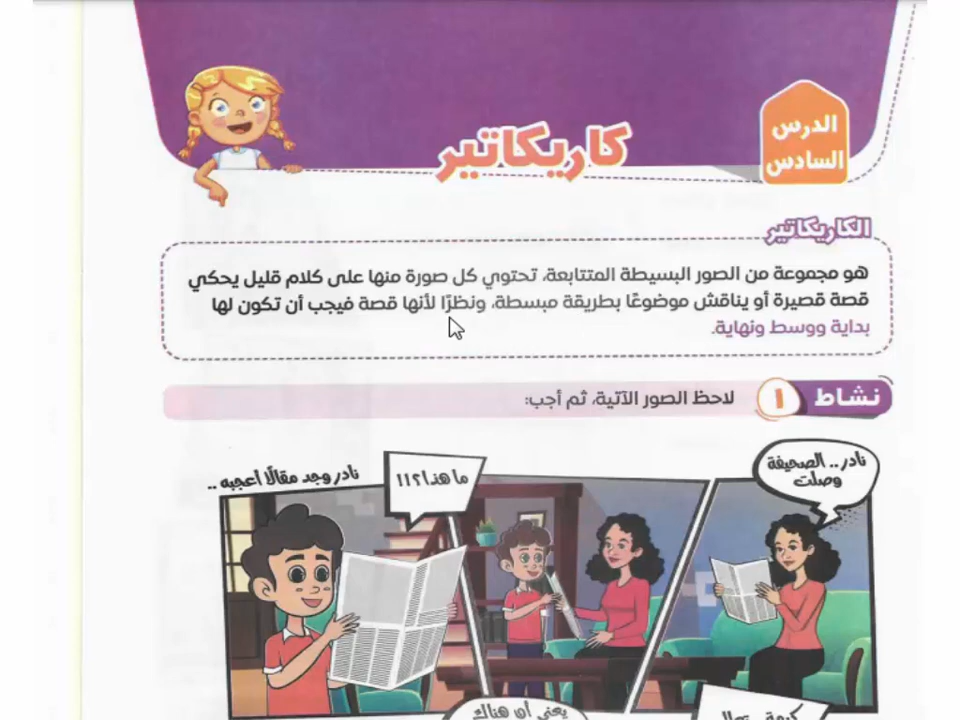 الدرس
السادس
كاريكاتير
الكاريكاتير
هو مجموعة من الصور البسيطة المتتابعة، تحتوي كل صورة منها على كلام قليل يحكي
قصة قصيرة أو يناقش موضوعًا بطريقة مبسطة، ونظرًا لأنها قصة فيجب أن تكون لها
بداية ووسط ونهاية.
نشاط ١ لاحظ الصور الآتية، ثم أجب:
نادر .. الصحيفة
وصلت
ما هذا؟!!
نادر وجد مقالًا أعجبه ..
يعني أن هناك